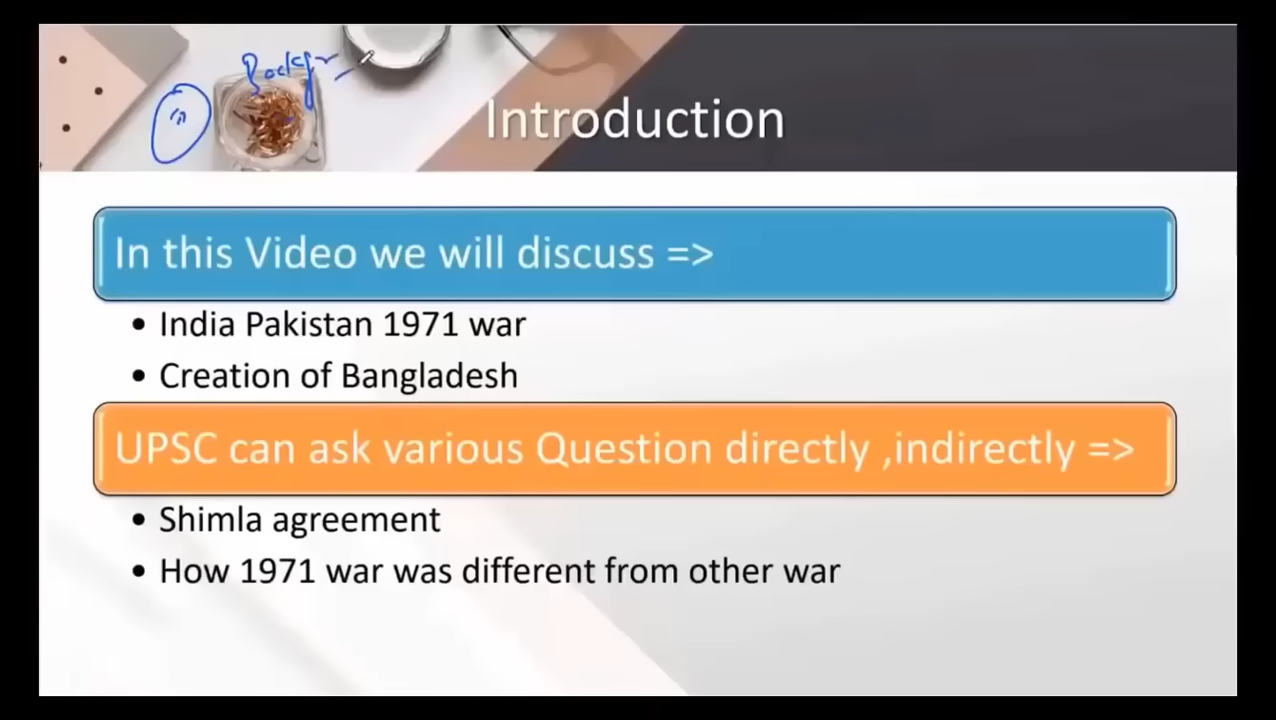 Backgr
Introduction
In this Video we will discuss =>
• India Pakistan 1971 war
• Creation of Bangladesh
UPSC can ask various Question directly ,indirectly =>
• Shimla agreement
• How 1971 war was different from other war